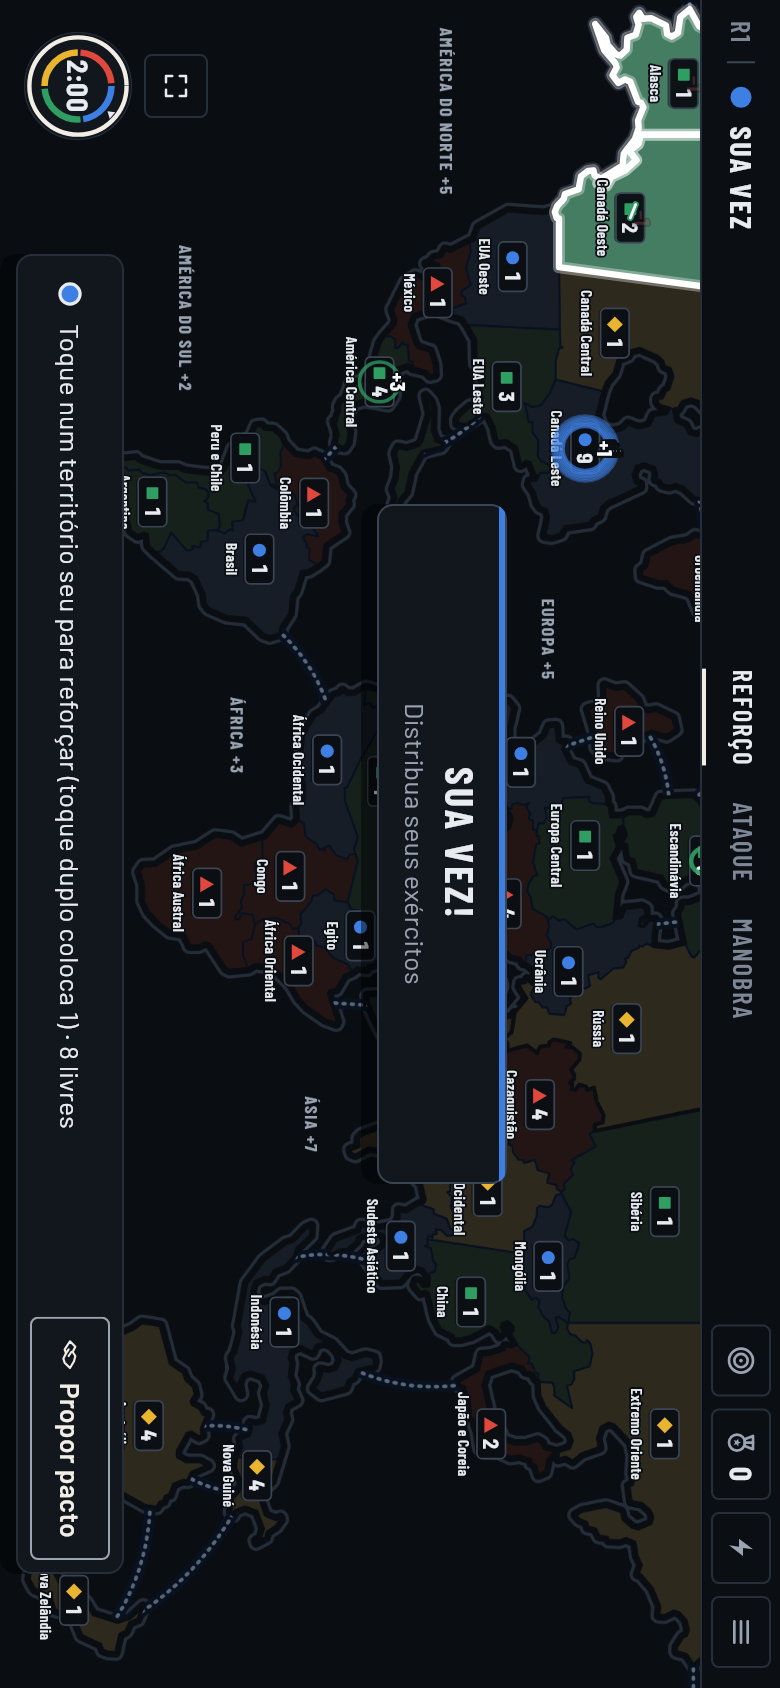 R1
SUA VEZ
REFORÇO
ATAQUE
MANOBRA
0
1
Alasca
2
Canadá Oeste
1
Canadá Central
+1
9
Canadá Leste
1
EUA Oeste
3
EUA Leste
1
México
+3
4
América Central
AMÉRICA DO NORTE +5
1
Reino Unido
Escandinávia
EUROPA +5
1
1
Europa Central
4
1
Ucrânia
1
Rússia
4
Cazaquistão
1
Sibéria
1
Extremo Oriente
1
Mongólia
1
Ocidental
1
China
2
Japão e Coreia
1
Sudeste Asiático
1
Indonésia
ÁSIA +7
SUA VEZ!
Distribua seus exércitos
1
Colômbia
1
Peru e Chile
1
Brasil
1
AMÉRICA DO SUL +2
1
África Ocidental
1
Egito
1
Congo
1
África Oriental
1
África Austral
ÁFRICA +3
4
Nova Guiné
4
1
va Zelândia
2:00
Toque num território seu para reforçar (toque duplo coloca 1) · 8 livres
Propor pacto